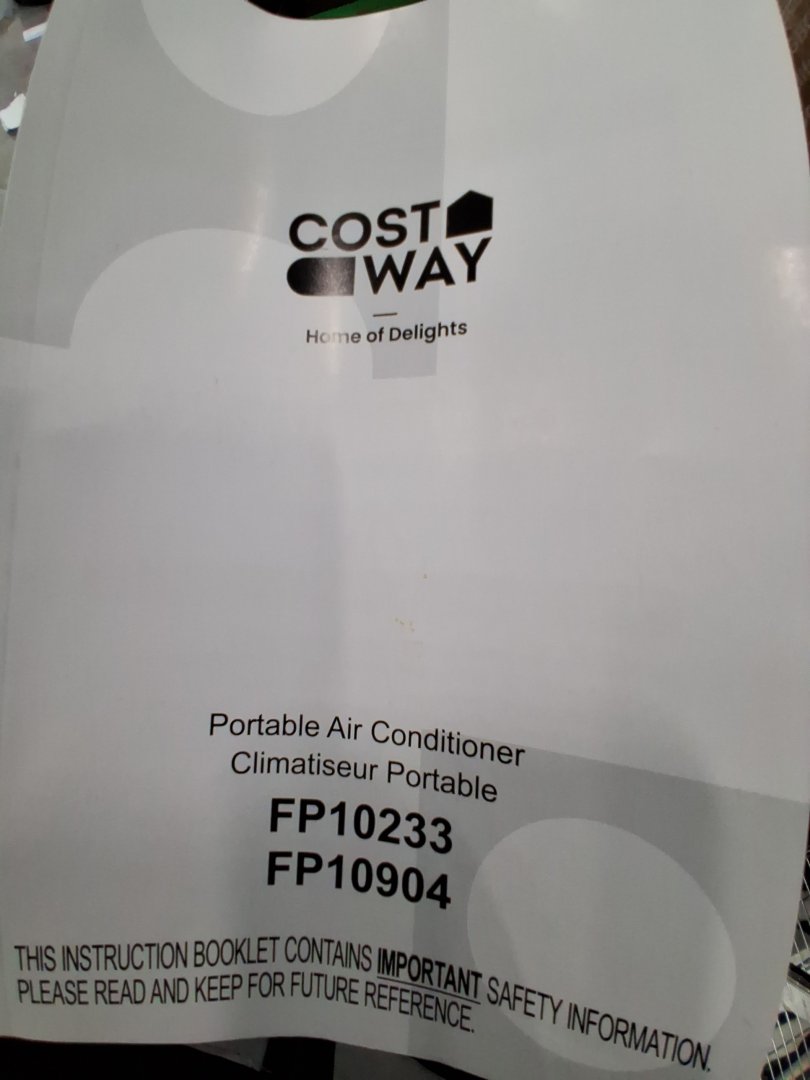 COST
WAY
Home of Delights
Portable Air Conditioner
Climatiseur Portable
FP10233
FP10904
THIS INSTRUCTION BOOKLET CONTAINS IMPORTANT SAFETY INFORMATION.
PLEASE READ AND KEEP FOR FUTURE REFERENCE.